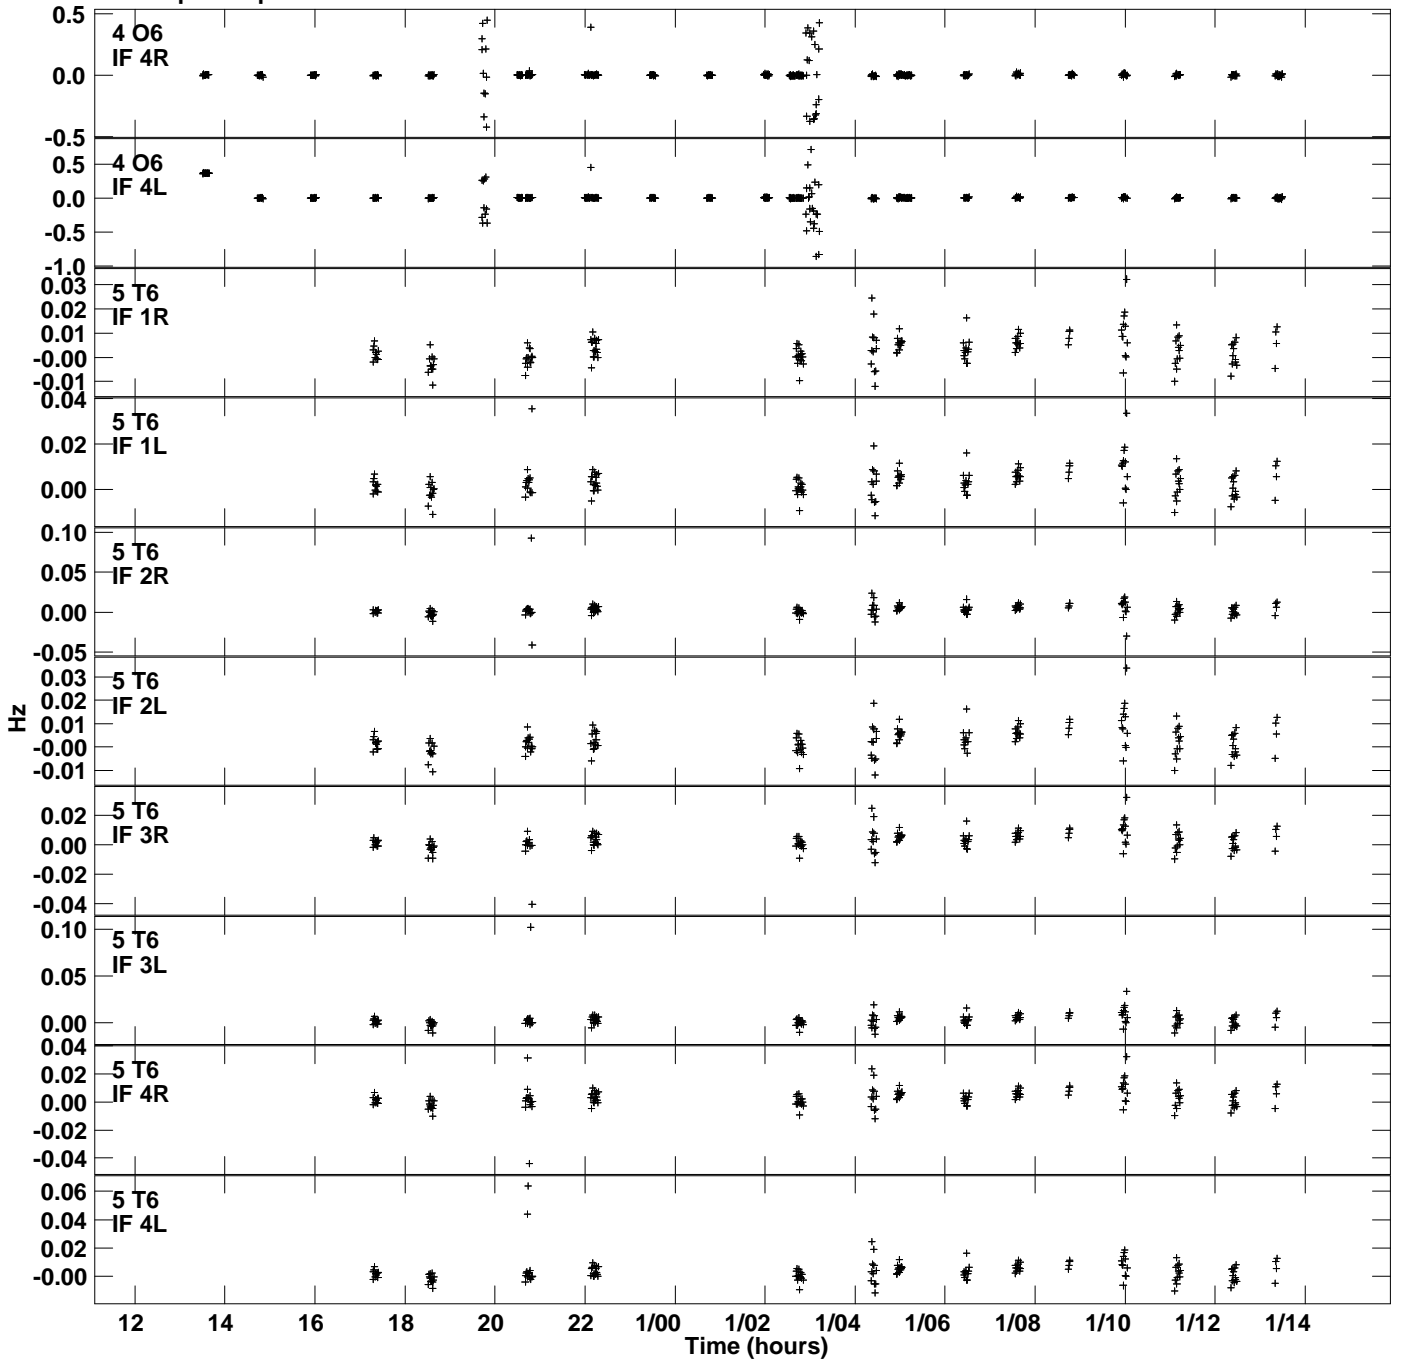 0.5
0.0
-0.5
4 O6
IF 4R
0.5
0.0
-0.5
-1.0
4 O6
IF 4L
0.03
0.02
0.01
-0.00
-0.01
5 T6
IF 1R
0.04
0.02
0.00
5 T6
IF 1L
0.10
0.05
0.00
-0.05
5 T6
IF 2R
0.03
0.02
0.01
-0.00
-0.01
5 T6
IF 2L
Hz
0.02
0.00
-0.02
-0.04
5 T6
IF 3R
0.10
0.05
0.00
5 T6
IF 3L
0.04
0.02
0.00
-0.02
-0.04
5 T6
IF 4R
0.06
0.04
0.02
-0.00
5 T6
IF 4L
12 14 16 18 20 22 1/00 1/02 1/04 1/06 1/08 1/10 1/12 1/14
Time (hours)